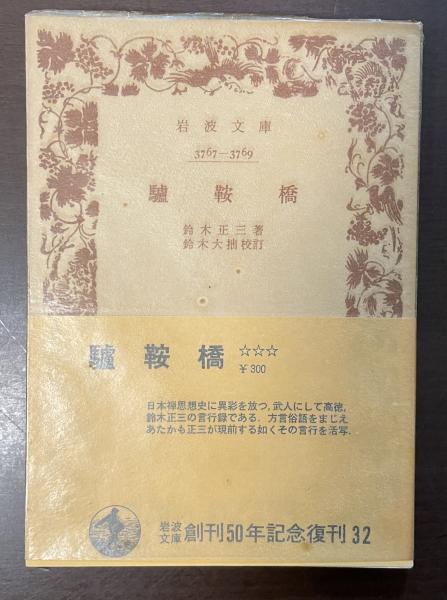 岩波文庫
3767—3769
驢鞍橋
鈴木正三著
鈴木大拙校訂
驢鞍橋 ☆☆☆
￥300
日本禅思想史に異彩を放つ,武人にして高徳,
鈴木正三の言行録である. 方言俗語をまじえ
あたかも正三が現前する如くその言行を活写.
岩波文庫 創刊50年記念復刊 32